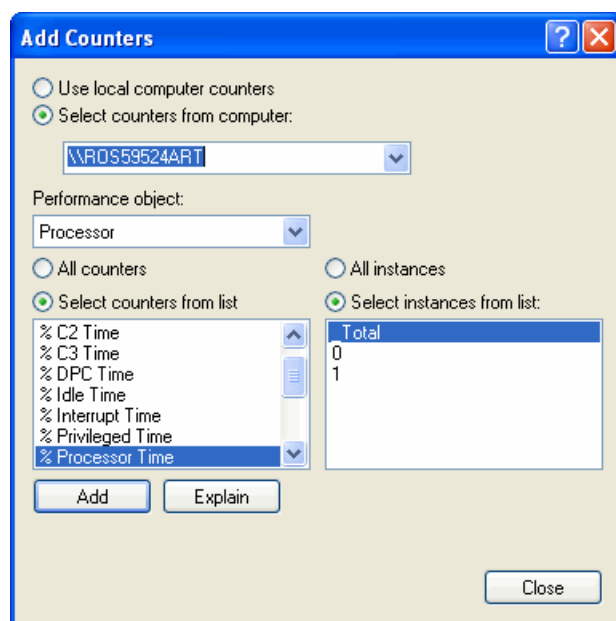 Add Counters
Use local computer counters
Select counters from computer:
\\ROS59524ART
Performance object:
Processor
All counters
All instances
Select counters from list
Select instances from list:
% C2 Time
% C3 Time
% DPC Time
% Idle Time
% Interrupt Time
% Privileged Time
% Processor Time
_Total
0
1
Add
Explain
Close